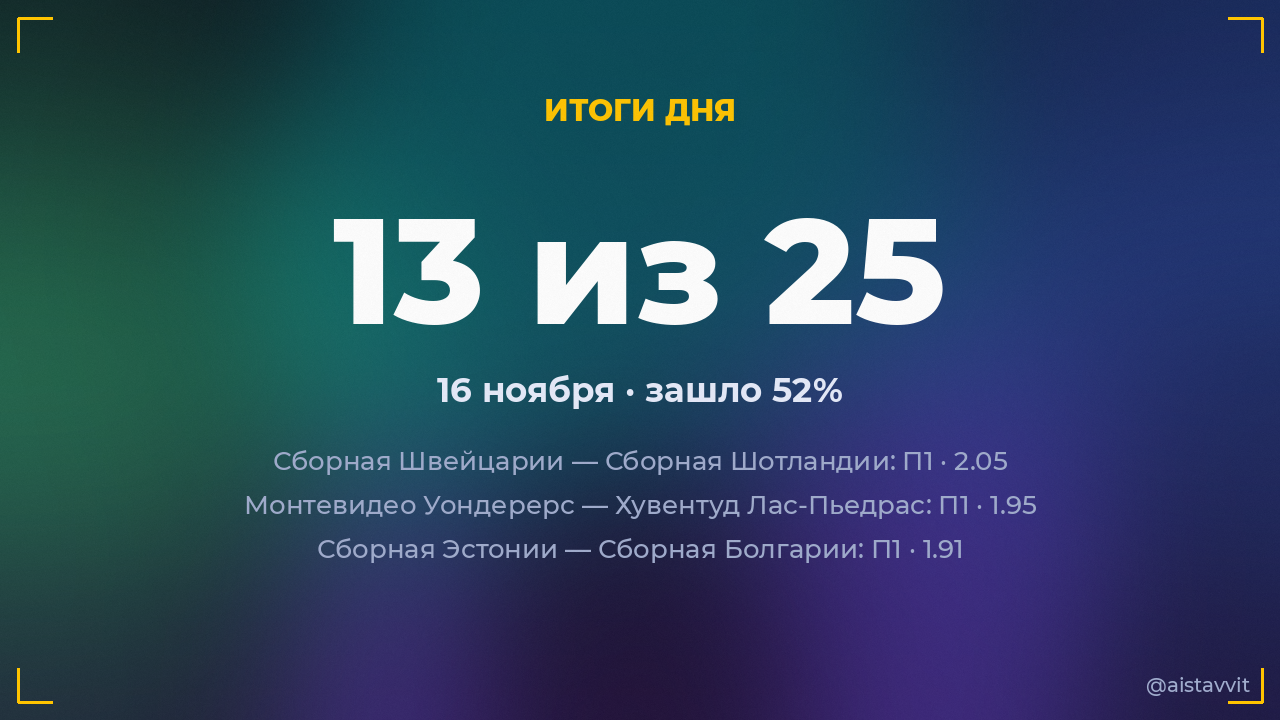 ИТОГИ ДНЯ
13 из 25
16 ноября · зашло 52%
Сборная Швейцарии — Сборная Шотландии: П1 · 2.05
Монтевидео Уондерерс — Хувентуд Лас-Пьедрас: П1 · 1.95
Сборная Эстонии — Сборная Болгарии: П1 · 1.91
@aistavvit